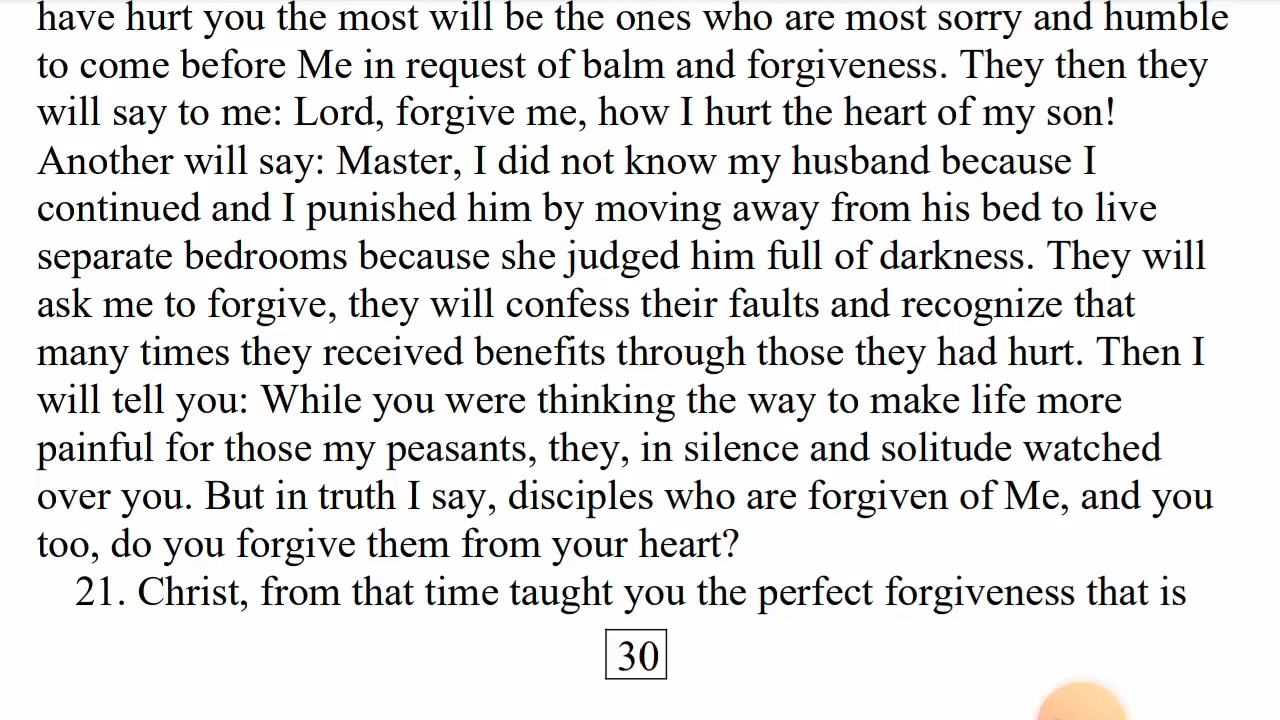 have hurt you the most will be the ones who are most sorry and humble
to come before Me in request of balm and forgiveness. They then they
will say to me: Lord, forgive me, how I hurt the heart of my son!
Another will say: Master, I did not know my husband because I
continued and I punished him by moving away from his bed to live
separate bedrooms because she judged him full of darkness. They will
ask me to forgive, they will confess their faults and recognize that
many times they received benefits through those they had hurt. Then I
will tell you: While you were thinking the way to make life more
painful for those my peasants, they, in silence and solitude watched
over you. But in truth I say, disciples who are forgiven of Me, and you
too, do you forgive them from your heart?
21. Christ, from that time taught you the perfect forgiveness that is
30